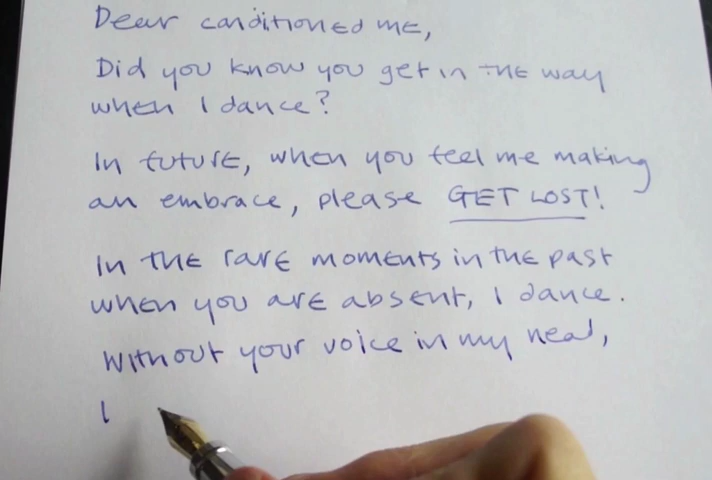 Dear conditioned me,
Did you know you get in the way
when I dance?
In future, when you feel me making
an embrace, please GET LOST!
In the rare moments in the past
when you are absent, I dance.
Without your voice in my head,
I